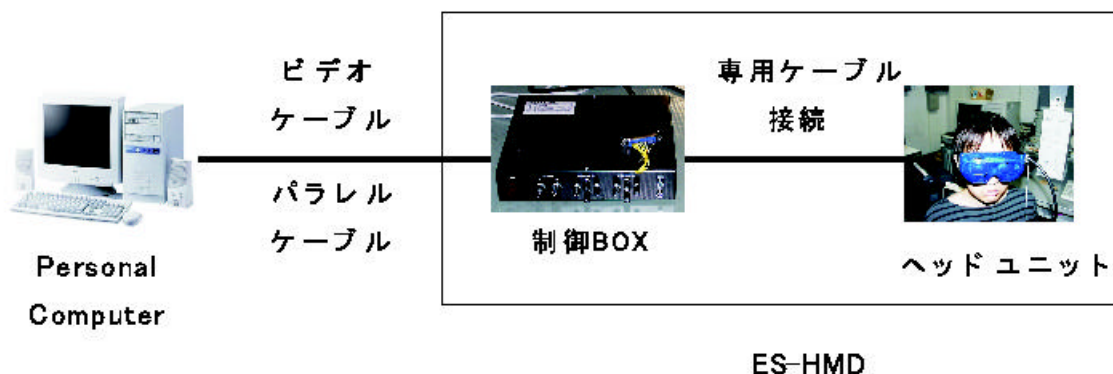 ビデオ
ケーブル
パラレル
ケーブル
Personal
Computer
制御BOX
専用ケーブル
接続
ヘッドユニット
ES-HMD